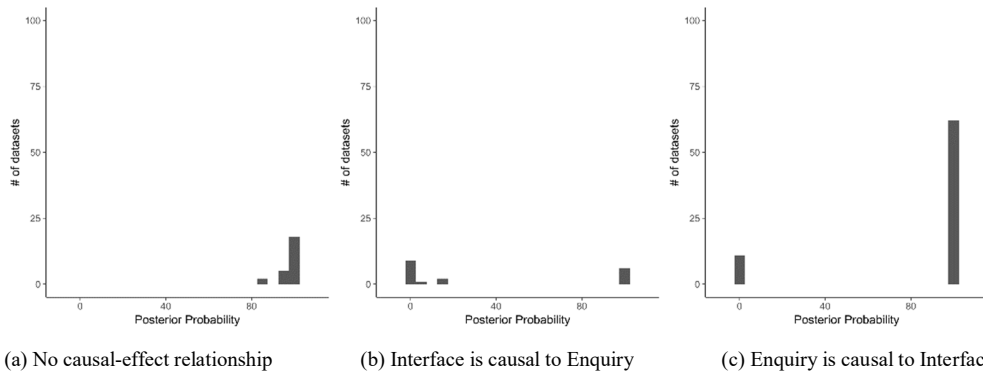 100
75
50
25
0
# of datasets
0 40 80
Posterior Probability
100
75
50
25
0
# of datasets
0 40 80
Posterior Probability
100
75
50
25
0
# of datasets
0 40 80
Posterior Probability
(a) No causal-effect relationship (b) Interface is causal to Enquiry (c) Enquiry is causal to Interfac